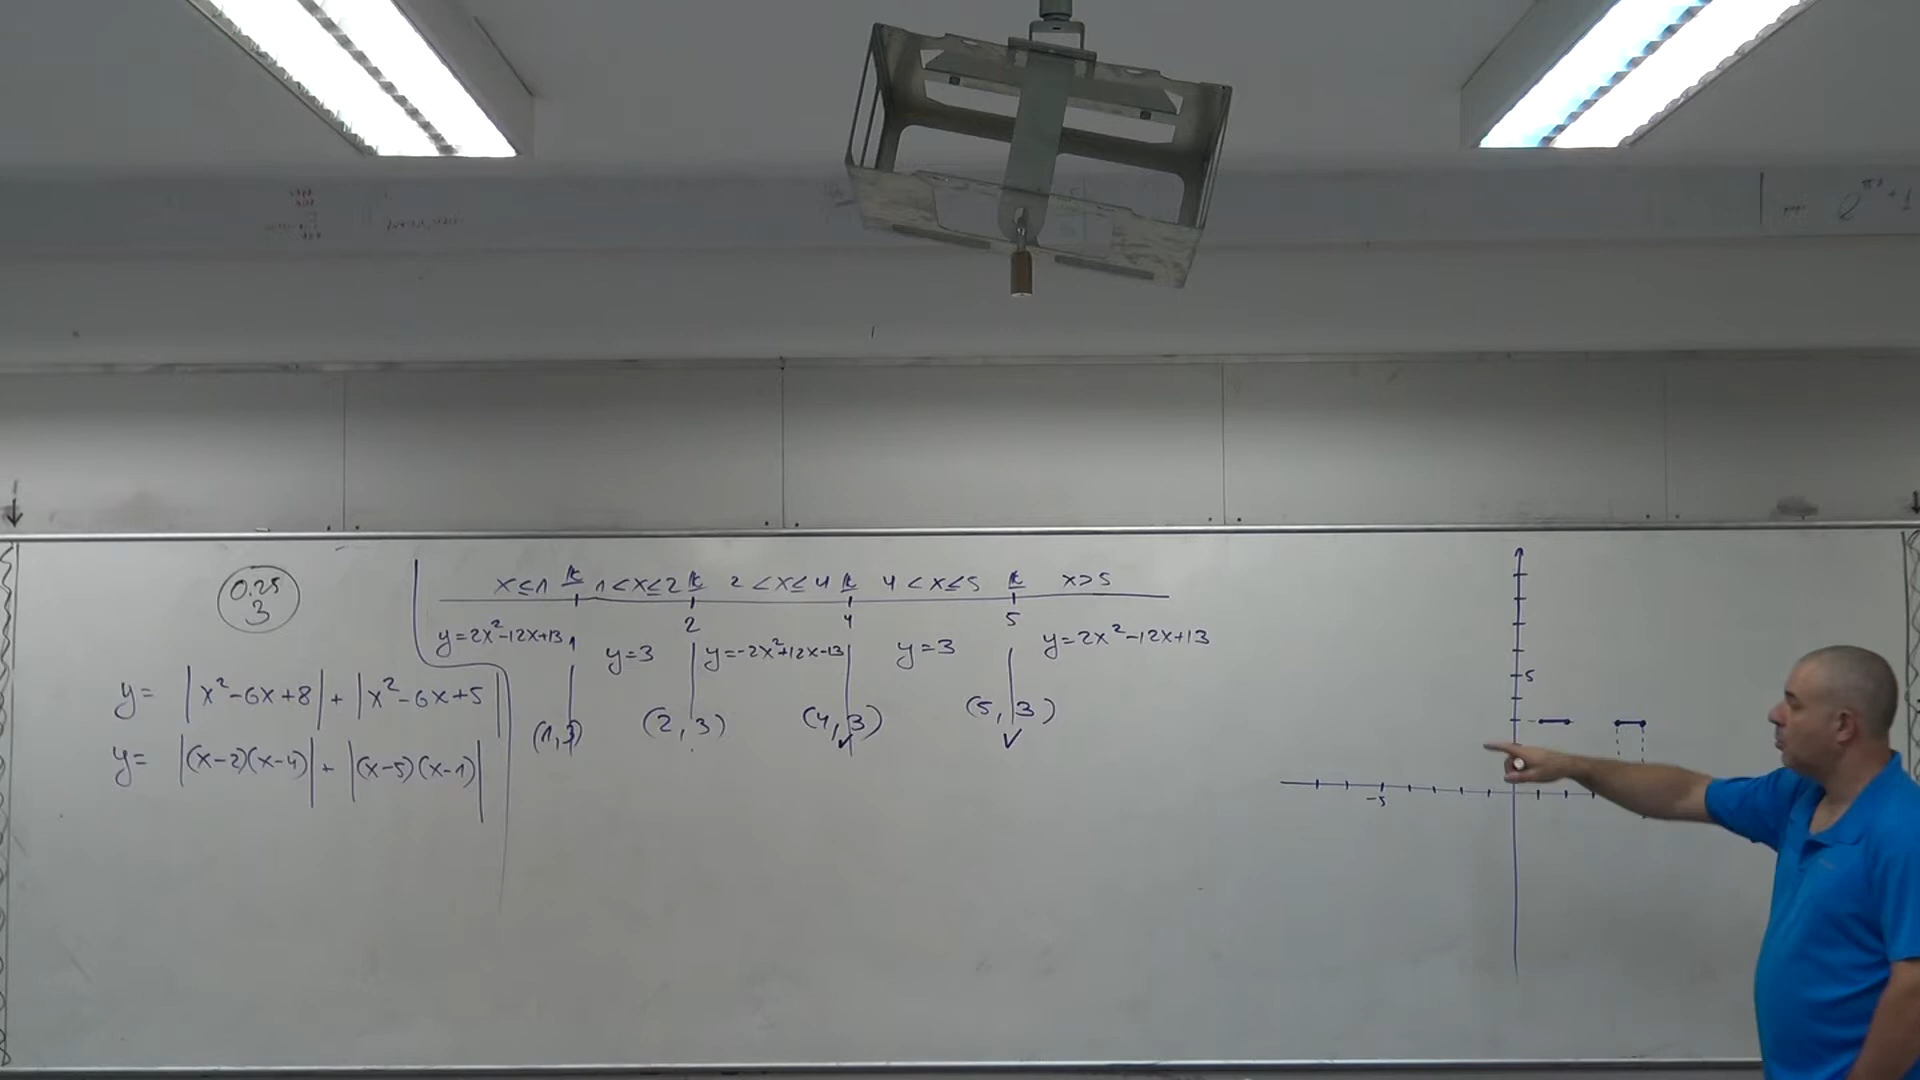 0.25
3
x≤1 k 1<x≤2 k 2<x≤4 k 4<x≤5 k x>5
1 2 4 5
y=2x²-12x+13 y=3 y=-2x²+12x-13 y=3 y=2x²-12x+13
(1,3) (2,3) (4,3) ✓ (5,3) ✓
y= |x²-6x+8| + |x²-6x+5|
y= |(x-2)(x-4)| + |(x-5)(x-1)|
5
-5